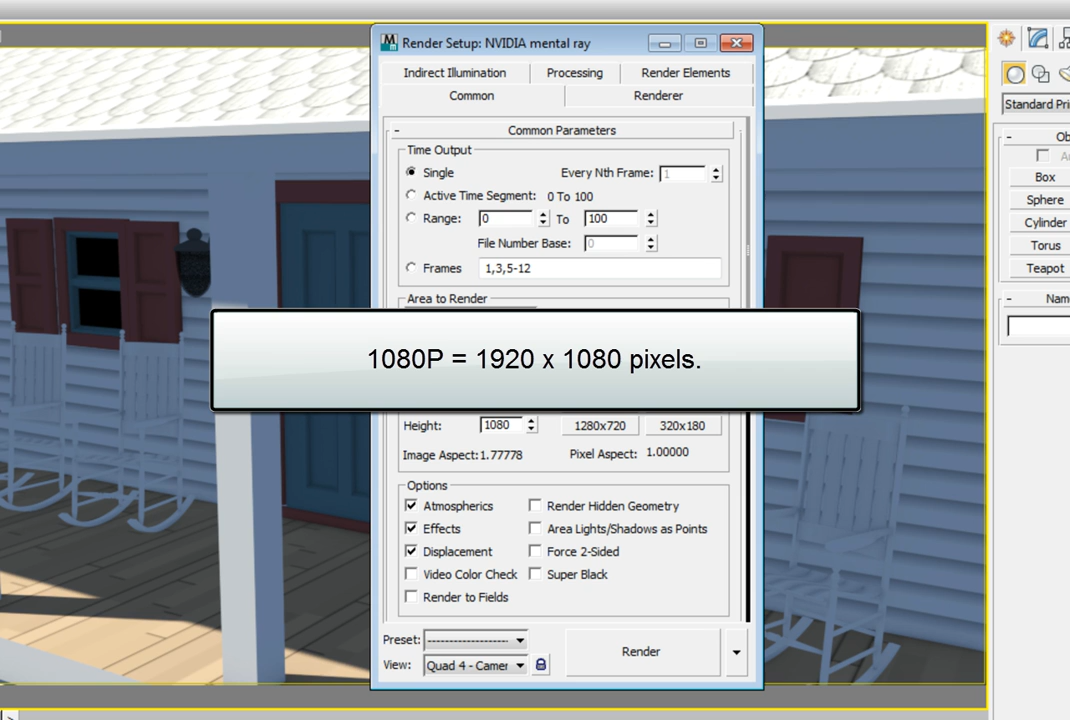 Render Setup: NVIDIA mental ray
Indirect Illumination Processing Render Elements
Common Renderer
- Common Parameters
Time Output
Single Every Nth Frame: 1
Active Time Segment: 0 To 100
Range: 0 To 100
File Number Base: 0
Frames 1,3,5-12
Area to Render
1080P = 1920 x 1080 pixels.
Height: 1080 1280x720 320x180
Image Aspect: 1.77778 Pixel Aspect: 1.00000
Options
Atmospherics Render Hidden Geometry
Effects Area Lights/Shadows as Points
Displacement Force 2-Sided
Video Color Check Super Black
Render to Fields
Preset: --------------------
View: Quad 4 - Camer
Render
Standard Pri
- Ob
A
Box
Sphere
Cylinder
Torus
Teapot
- Nam
>